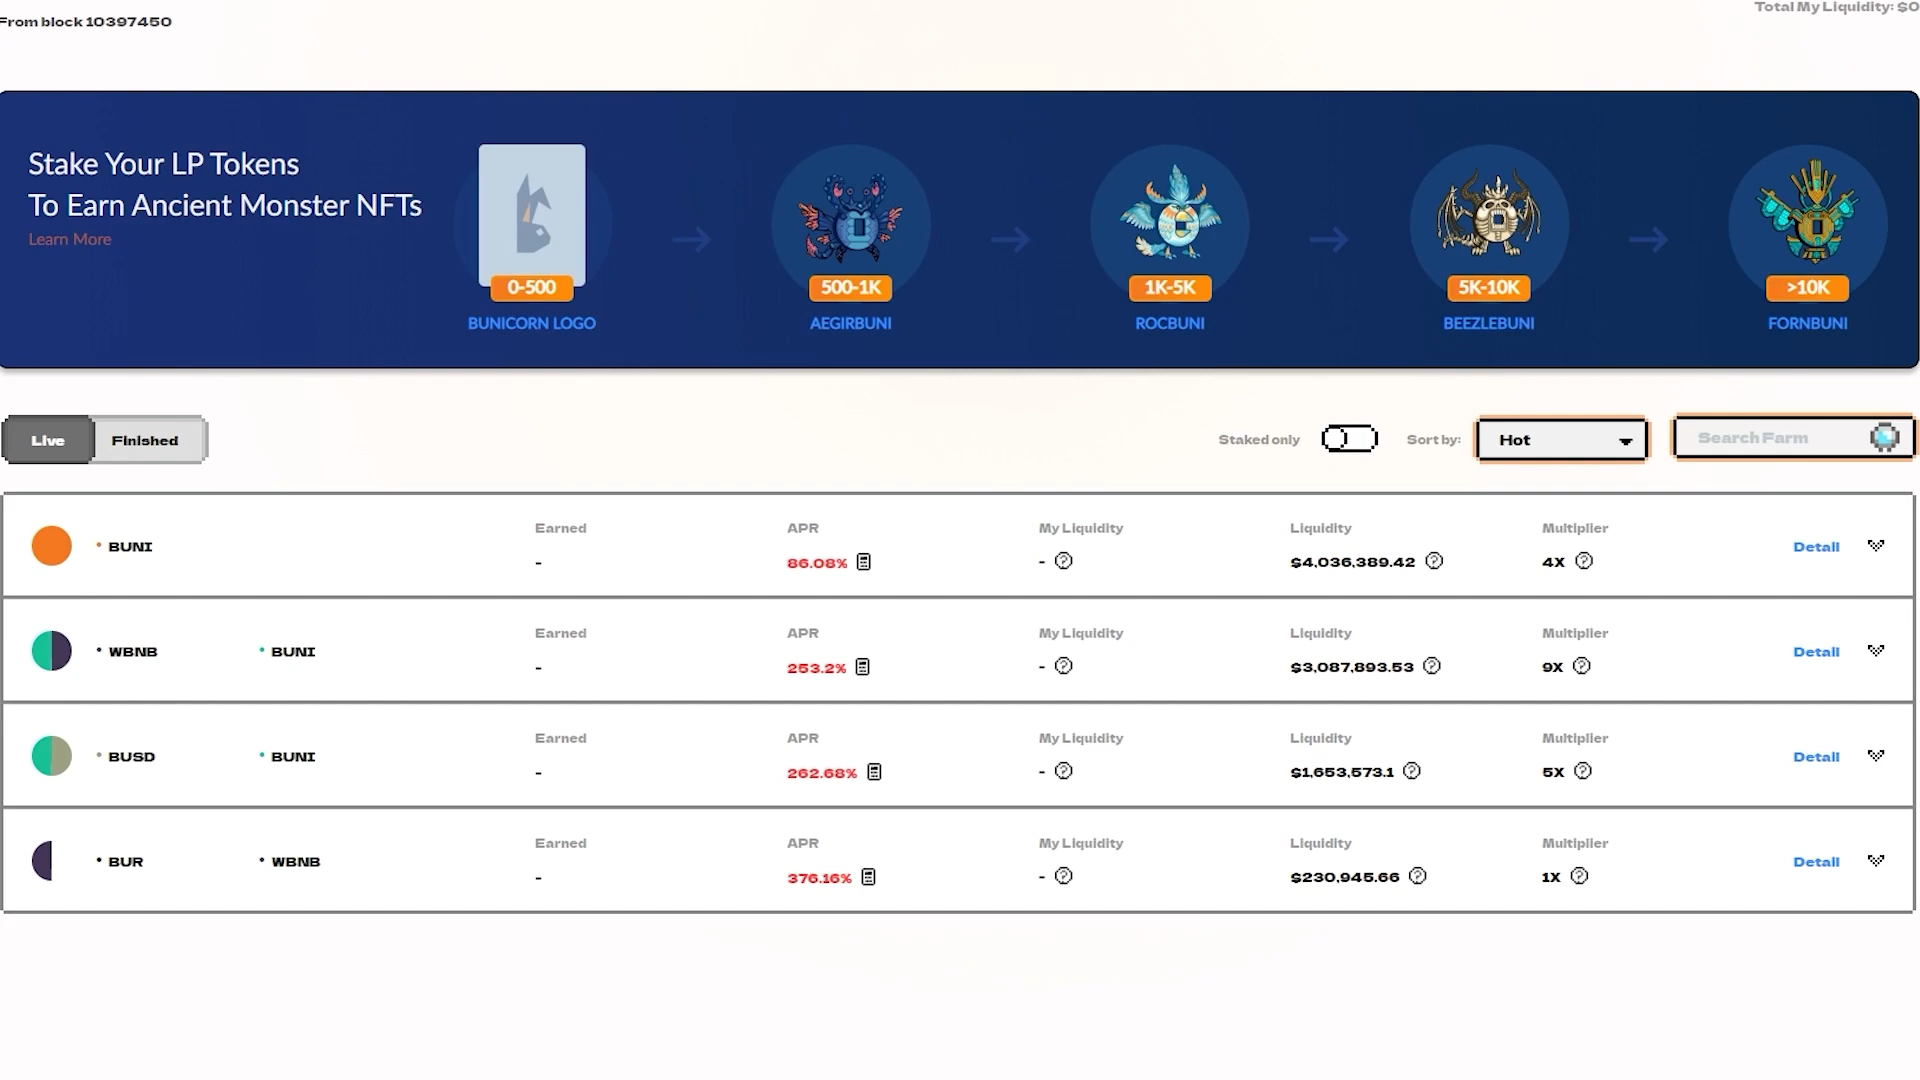 From block 10397450
Total My Liquidity: $0
Stake Your LP Tokens
To Earn Ancient Monster NFTs
Learn More
0-500
BUNICORN LOGO
500-1K
AEGIRBUNI
1K-5K
ROCBUNI
5K-10K
BEEZLEBUNI
>10K
FORNBUNI
Live
Finished
Staked only
Sort by:
Hot
Search Farm
BUNI
Earned
-
APR
86.08%
My Liquidity
-
Liquidity
$4,036,389.42
Multiplier
4X
Detail
WBNB
BUNI
Earned
-
APR
253.2%
My Liquidity
-
Liquidity
$3,087,893.53
Multiplier
9X
Detail
BUSD
BUNI
Earned
-
APR
262.68%
My Liquidity
-
Liquidity
$1,653,573.1
Multiplier
5X
Detail
BUR
WBNB
Earned
-
APR
376.16%
My Liquidity
-
Liquidity
$230,945.66
Multiplier
1X
Detail